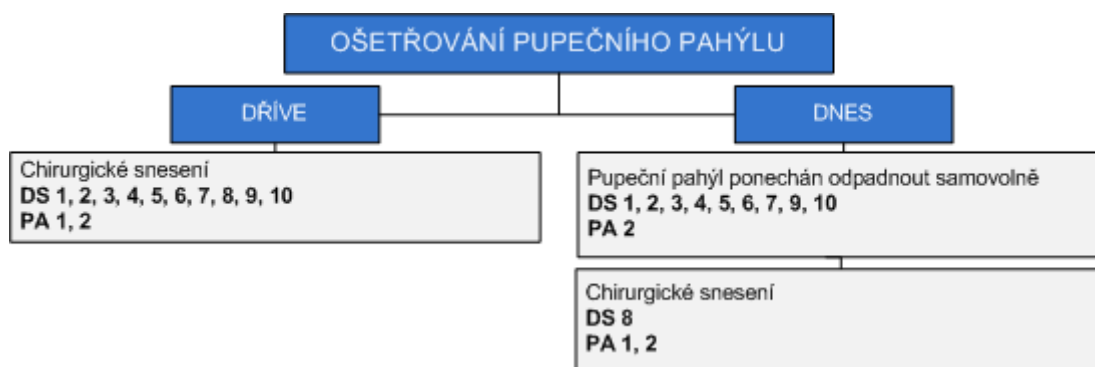 OŠETŘOVÁNÍ PUPEČNÍHO PAHÝLU
DŘÍVE
Chirurgické snesení
DS 1, 2, 3, 4, 5, 6, 7, 8, 9, 10
PA 1, 2
DNES
Pupeční pahýl ponechán odpadnout samovolně
DS 1, 2, 3, 4, 5, 6, 7, 9, 10
PA 2
Chirurgické snesení
DS 8
PA 1, 2